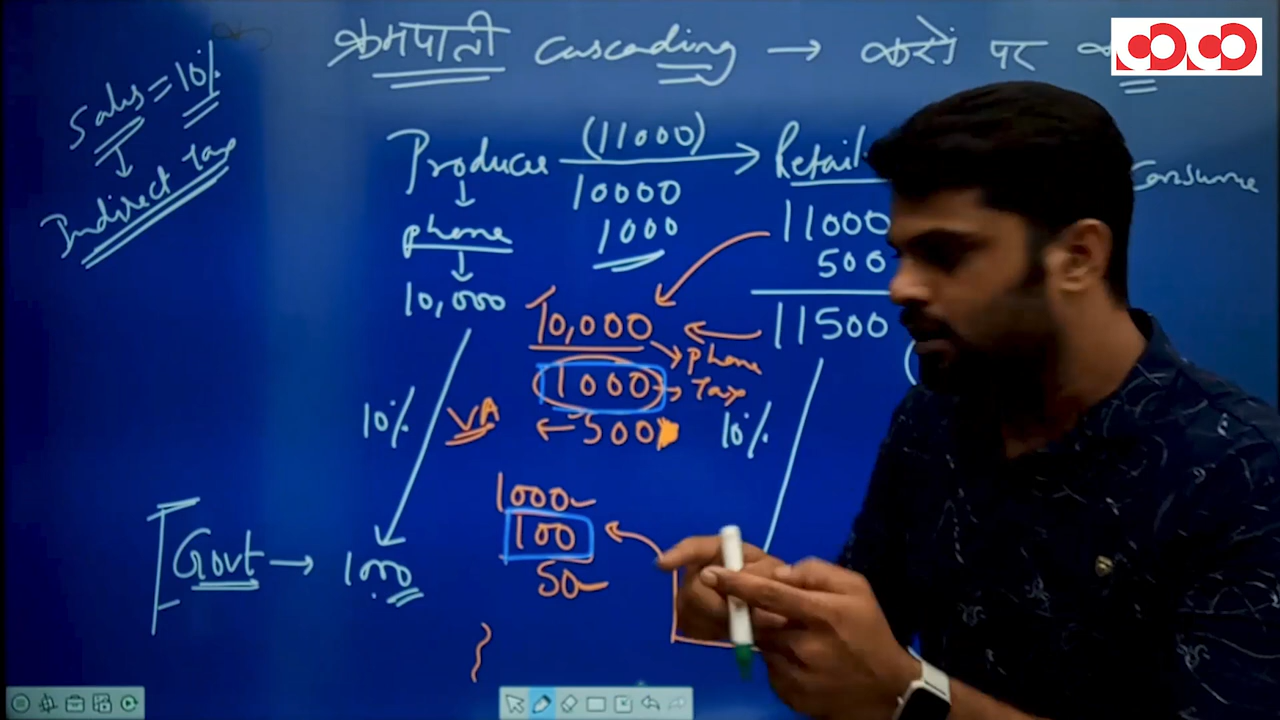 क्रमपाती cascading → करों पर
Sales = 10%
↓
Indirect Tax
Producer (11000) → Retail
Consume
10000
1000
↓
phone
↓
10,000
11000
500
11500
10,000 → phone
1000 → Tax
VA ← 500
10%
10%
1000
100
50
Govt → 1000